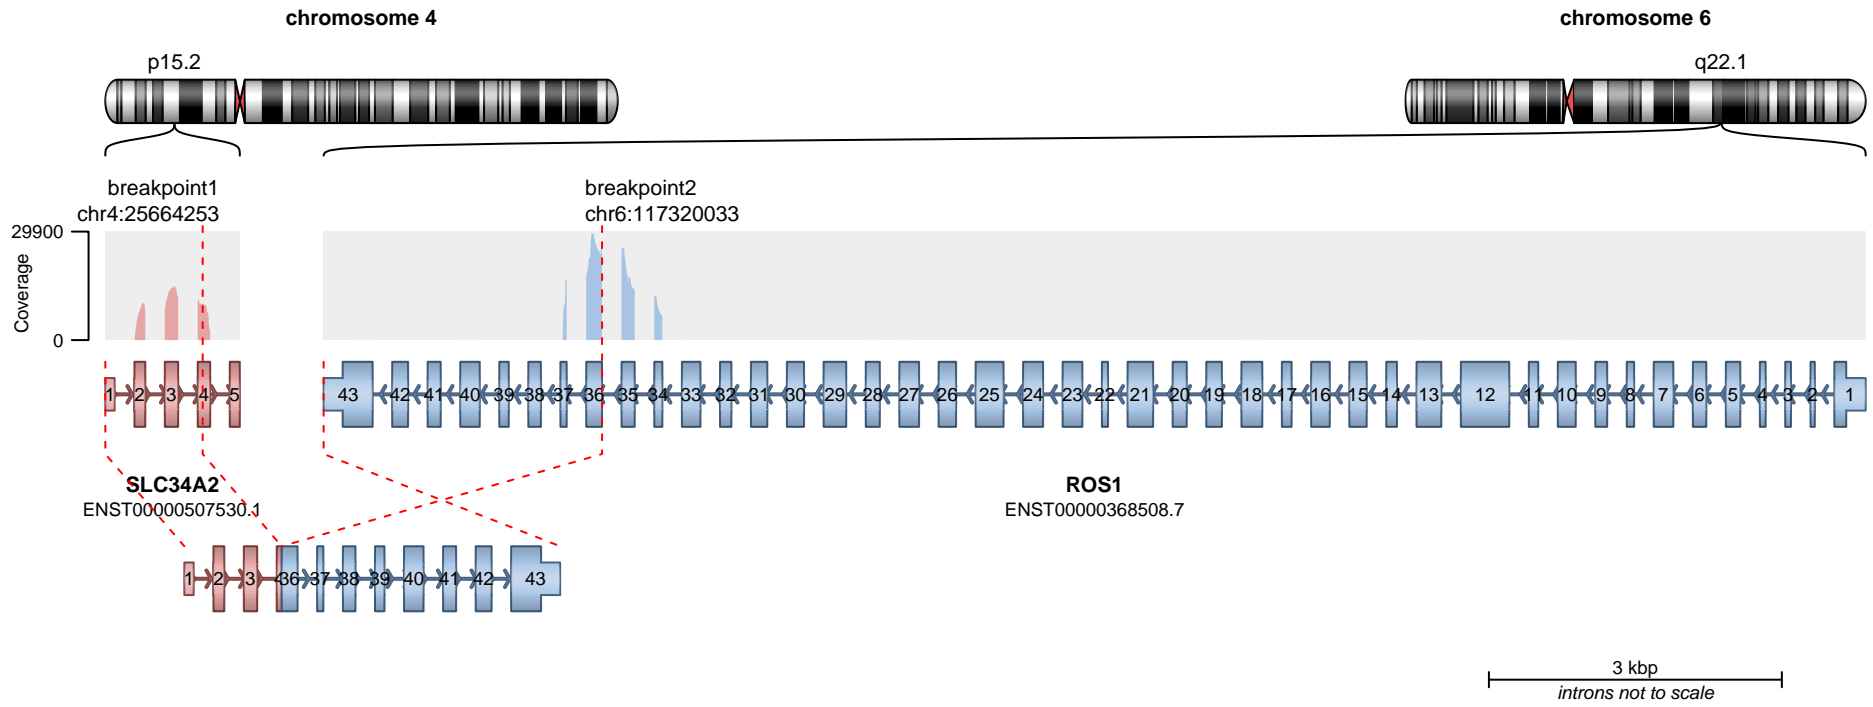 chromosome 4
chromosome 6
p15.2
q22.1
breakpoint1
chr4:25664253
breakpoint2
chr6:117320033
29900
Coverage
0
1 2 3 4 5
43 42 41 40 39 38 37 36 35 34 33 32 31 30 29 28 27 26 25 24 23 22 21 20 19 18 17 16 15 14 13 12 11 10 9 8 7 6 5 4 3 2 1
SLC34A2
ENST00000507530.1
ROS1
ENST00000368508.7
1 2 3 4 36 37 38 39 40 41 42 43
3 kbp
introns not to scale